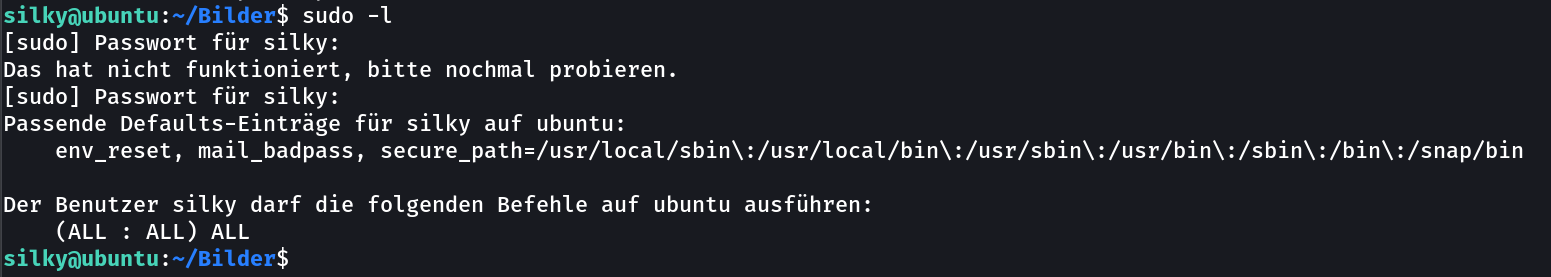 silky@ubuntu:~/Bilder$ sudo -l
[sudo] Passwort für silky:
Das hat nicht funktioniert, bitte nochmal probieren.
[sudo] Passwort für silky:
Passende Defaults-Einträge für silky auf ubuntu:
    env_reset, mail_badpass, secure_path=/usr/local/sbin\:/usr/local/bin\:/usr/sbin\:/usr/bin\:/sbin\:/bin\:/snap/bin
Der Benutzer silky darf die folgenden Befehle auf ubuntu ausführen:
    (ALL : ALL) ALL
silky@ubuntu:~/Bilder$